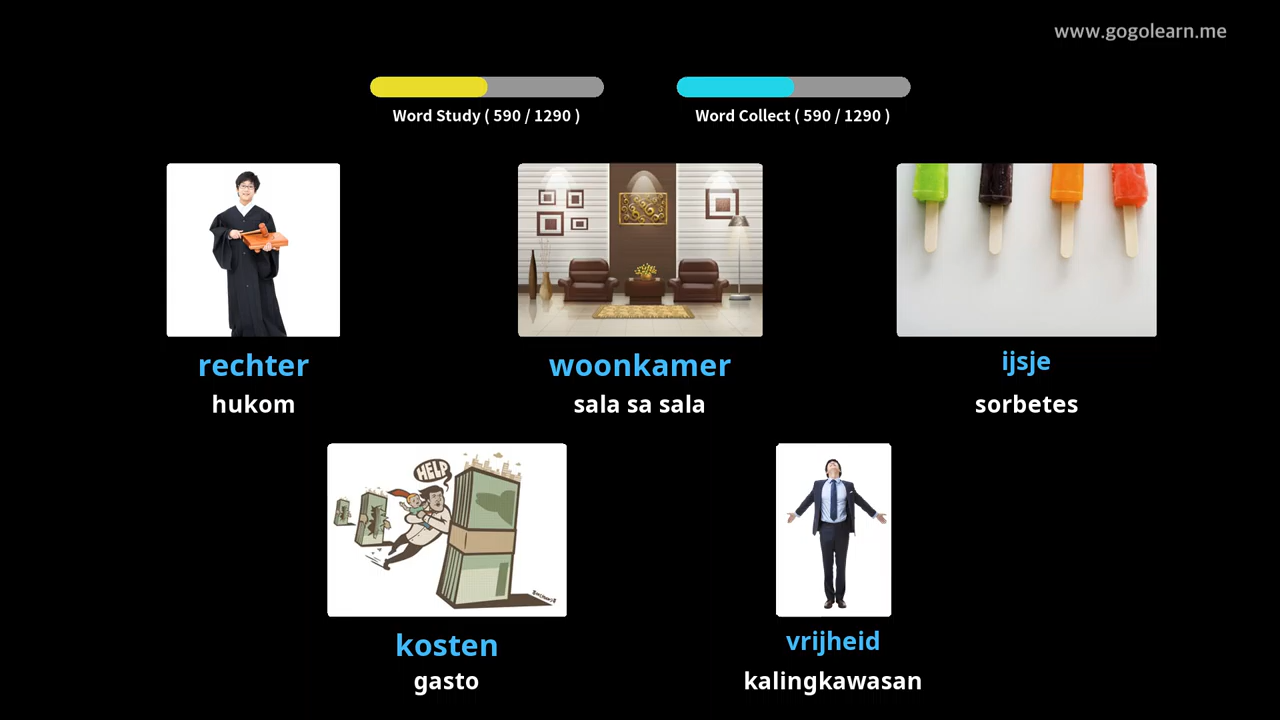 www.gogolearn.me
Word Study ( 590 / 1290 )
Word Collect ( 590 / 1290 )
rechter
hukom
woonkamer
sala sa sala
ijsje
sorbetes
HELP
kosten
gasto
vrijheid
kalingkawasan